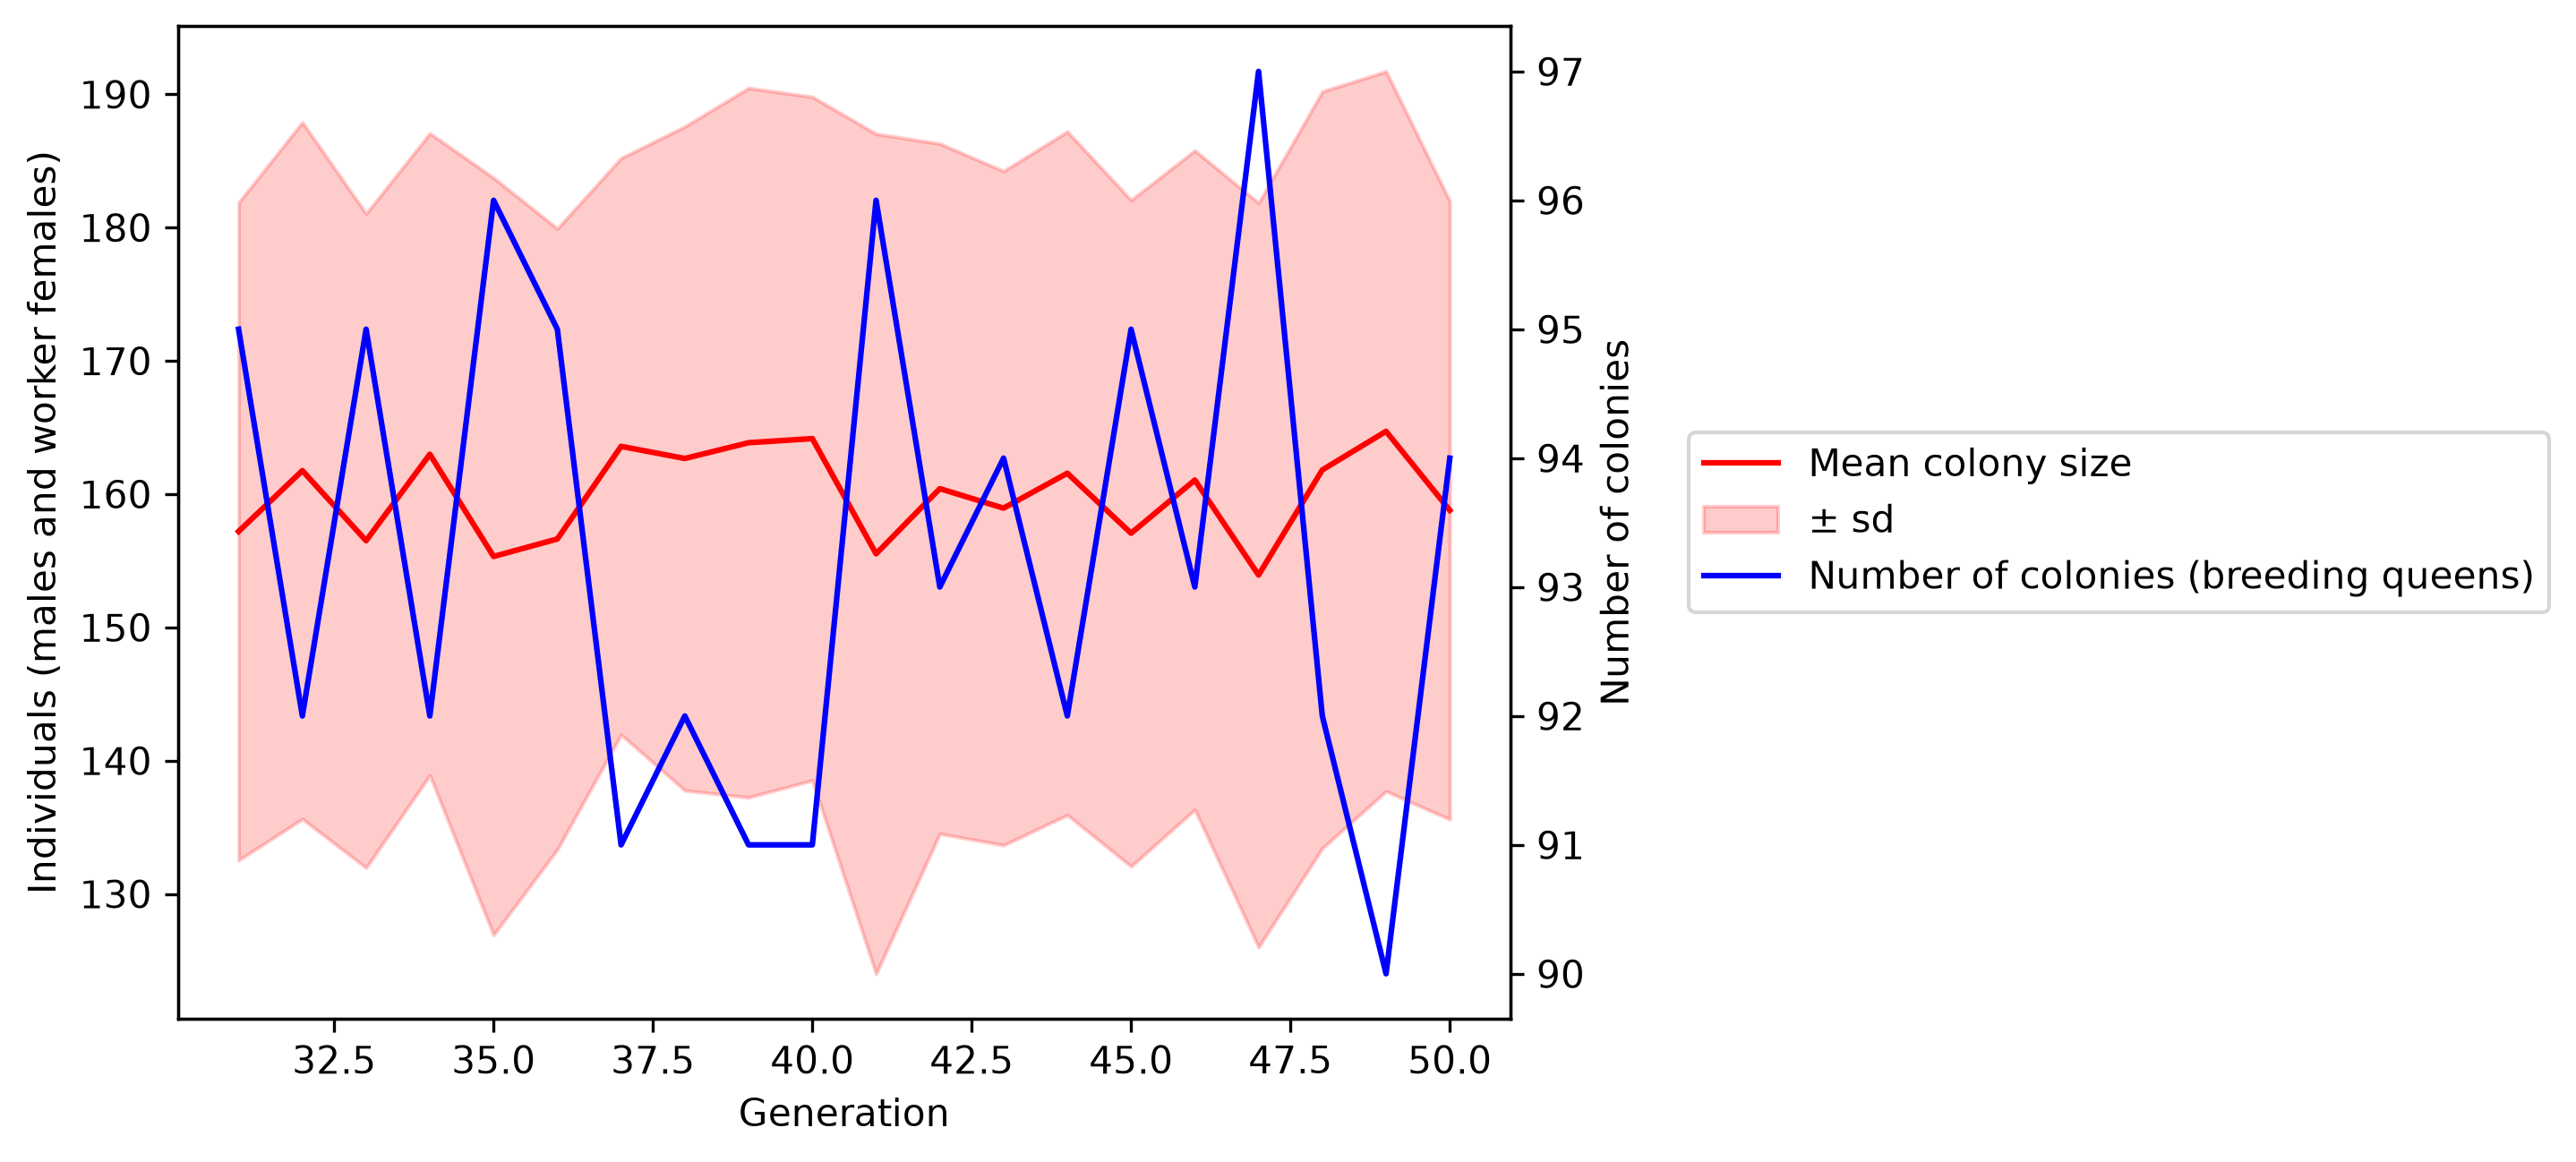 Individuals (males and worker females)
190
180
170
160
150
140
130
32.5 35.0 37.5 40.0 42.5 45.0 47.5 50.0
Generation
97
96
95
94
93
92
91
90
Number of colonies
Mean colony size
± sd
Number of colonies (breeding queens)